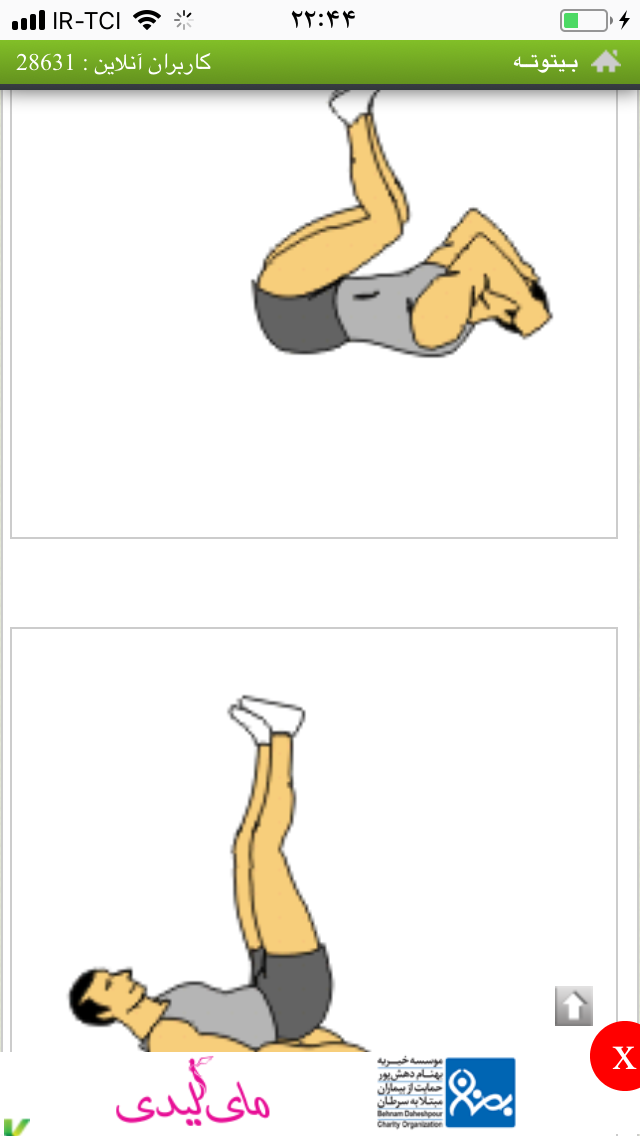 IR-TCI ۲۲:۴۴
بیتوته کاربران آنلاین : 28631
X
مای لیدی
موسسه خیریه
بهنام دهش‌پور
حمایت از بیماران
مبتلا به سرطان
Behnam Daheshpour
Charity Organization